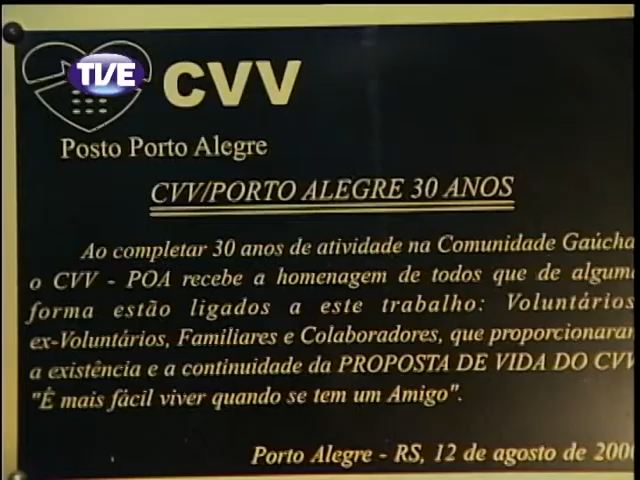 TVE
CVV
Posto Porto Alegre
CVV/PORTO ALEGRE 30 ANOS
Ao completar 30 anos de atividade na Comunidade Gaúcha
o CVV - POA recebe a homenagem de todos que de alguma
forma estão ligados a este trabalho: Voluntários
ex-Voluntários, Familiares e Colaboradores, que proporcionaram
a existência e a continuidade da PROPOSTA DE VIDA DO CVV
"É mais fácil viver quando se tem um Amigo".
Porto Alegre - RS, 12 de agosto de